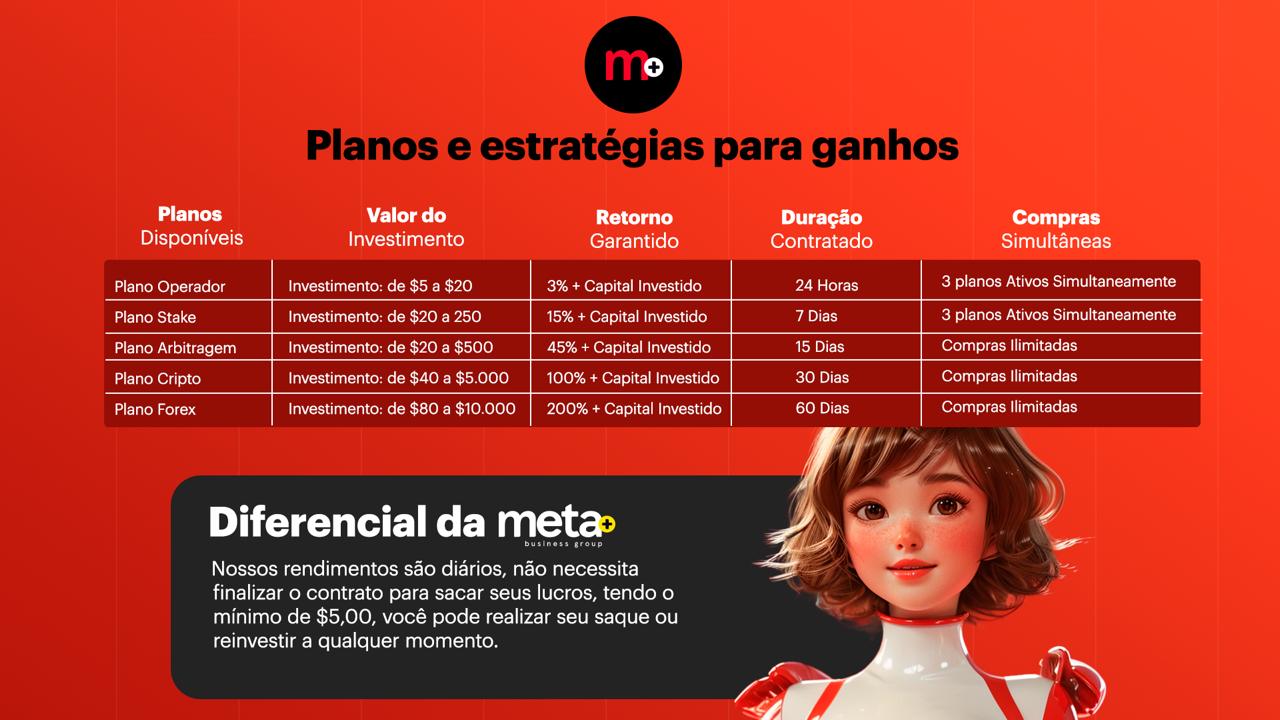 m+
Planos e estratégias para ganhos
Planos
Disponíveis
Valor do
Investimento
Retorno
Garantido
Duração
Contratado
Compras
Simultâneas
Plano Operador Investimento: de $5 a $20 3% + Capital Investido 24 Horas 3 planos Ativos Simultaneamente
Plano Stake Investimento: de $20 a 250 15% + Capital Investido 7 Dias 3 planos Ativos Simultaneamente
Plano Arbitragem Investimento: de $20 a $500 45% + Capital Investido 15 Dias Compras Ilimitadas
Plano Cripto Investimento: de $40 a $5.000 100% + Capital Investido 30 Dias Compras Ilimitadas
Plano Forex Investimento: de $80 a $10.000 200% + Capital Investido 60 Dias Compras Ilimitadas
Diferencial da meta+
business group
Nossos rendimentos são diários, não necessita
finalizar o contrato para sacar seus lucros, tendo o
mínimo de $5,00, você pode realizar seu saque ou
reinvestir a qualquer momento.